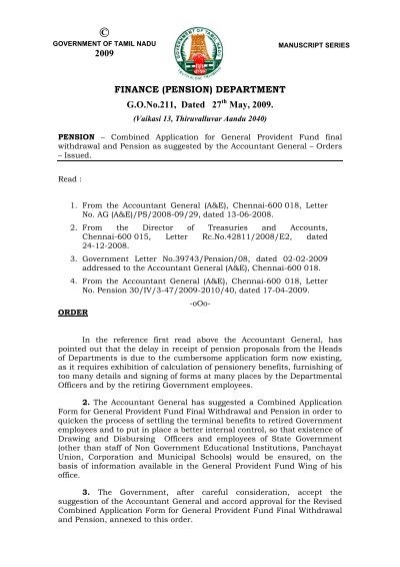 ©
GOVERNMENT OF TAMIL NADU
2009
MANUSCRIPT SERIES
FINANCE (PENSION) DEPARTMENT
G.O.No.211, Dated 27th May, 2009.
(Vaikasi 13, Thiruvalluvar Aandu 2040)
PENSION – Combined Application for General Provident Fund final
withdrawal and Pension as suggested by the Accountant General – Orders
– Issued.
Read :
1. From the Accountant General (A&E), Chennai-600 018, Letter
No. AG (A&E)/PS/2008-09/29, dated 13-06-2008.
2. From the Director of Treasuries and Accounts,
Chennai-600 015, Letter Rc.No.42811/2008/E2, dated
24-12-2008.
3. Government Letter No.39743/Pension/08, dated 02-02-2009
addressed to the Accountant General (A&E), Chennai-600 018.
4. From the Accountant General (A&E), Chennai-600 018, Letter
No. Pension 30/IV/3-47/2009-2010/40, dated 17-04-2009.
-oOo-
ORDER
In the reference first read above the Accountant General, has
pointed out that the delay in receipt of pension proposals from the Heads
of Departments is due to the cumbersome application form now existing,
as it requires exhibition of calculation of pensionery benefits, furnishing of
too many details and signing of forms at many places by the Departmental
Officers and by the retiring Government employees.
2. The Accountant General has suggested a Combined Application
Form for General Provident Fund Final Withdrawal and Pension in order to
quicken the process of settling the terminal benefits to retired Government
employees and to put in place a better internal control, so that existence of
Drawing and Disbursing Officers and employees of State Government
(other than staff of Non Government Educational Institutions, Panchayat
Union, Corporation and Municipal Schools) would be ensured, on the
basis of information available in the General Provident Fund Wing of his
office.
3. The Government, after careful consideration, accept the
suggestion of the Accountant General and accord approval for the Revised
Combined Application Form for General Provident Fund Final Withdrawal
and Pension, annexed to this order.